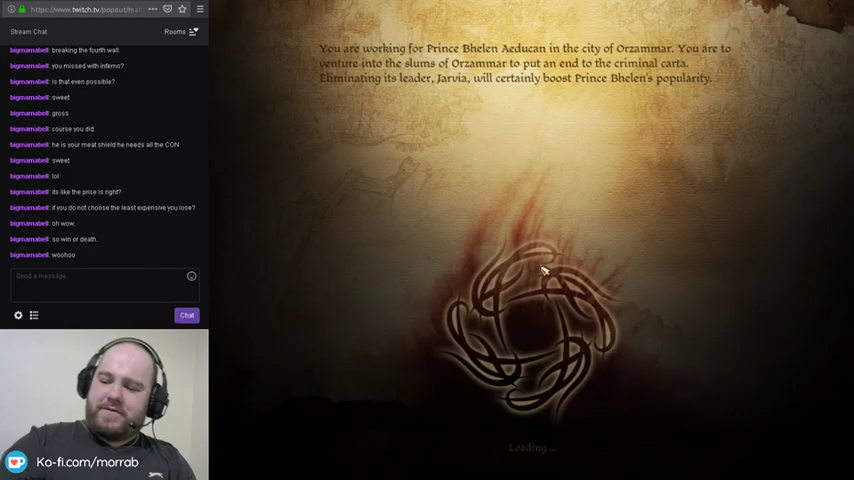 https://www.twitch.tv/popout/mo
Stream Chat
Rooms
bigmamabell: breaking the fourth wall.
bigmamabell: you missed with inferno?
bigmamabell: is that even possible?
bigmamabell: sweet
bigmamabell: gross
bigmamabell: course you did.
bigmamabell: he is your meat shield he needs all the CON
bigmamabell: sweet
bigmamabell: lol
bigmamabell: its like the price is right?
bigmamabell: if you do not choose the least expensive you lose?
bigmamabell: oh wow.
bigmamabell: so win or death.
bigmamabell: woohoo
Send a message
Chat
Ko-fi.com/morrab
You are working for Prince Bhelen Aeducan in the city of Orzammar. You are to
venture into the slums of Orzammar to put an end to the criminal carta.
Eliminating its leader, Jarvia, will certainly boost Prince Bhelen's popularity.
Loading ...